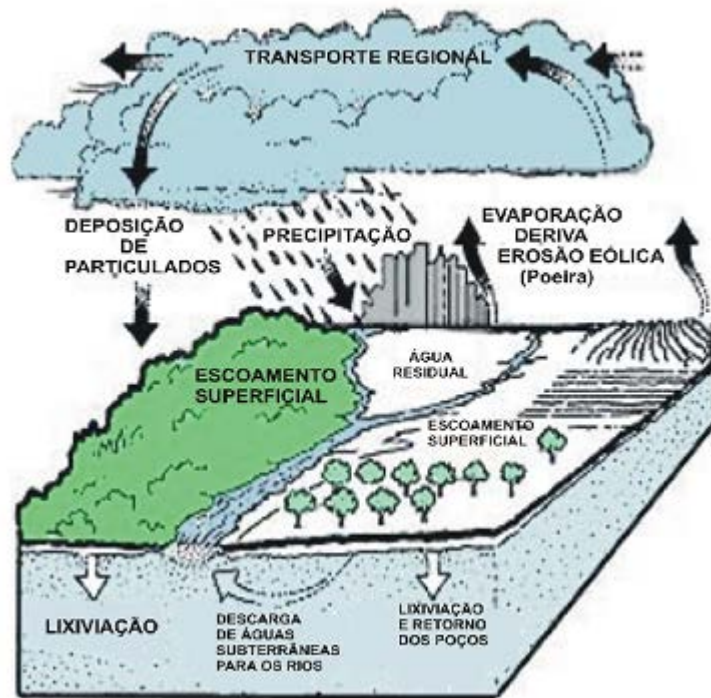 TRANSPORTE REGIONAL
DEPOSIÇÃO
DE
PARTICULADOS
PRECIPITAÇÃO
EVAPORAÇÃO
DERIVA
EROSÃO EÓLICA
(Poeira)
ESCOAMENTO
SUPERFICIAL
ÁGUA
RESIDUAL
ESCOAMENTO
SUPERFICIAL
LIXIVIAÇÃO
DESCARGA
DE ÁGUAS
SUBTERRÂNEAS
PARA OS RIOS
LIXIVIAÇÃO
E RETORNO
DOS POÇOS